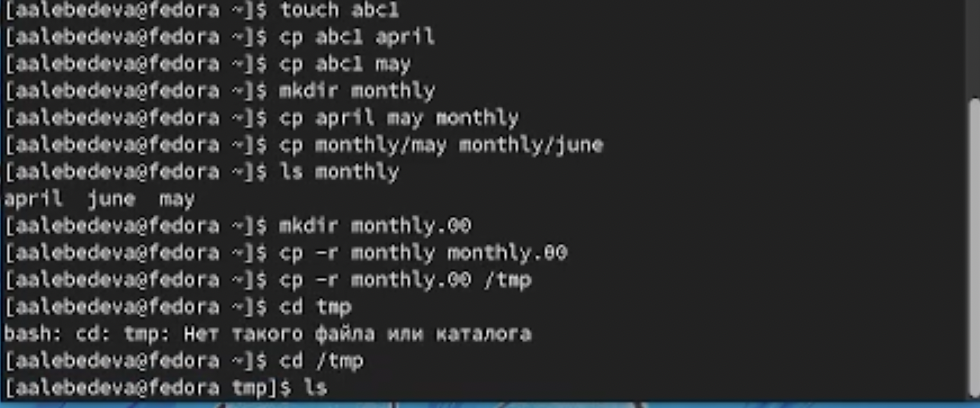 [aalebedeva@fedora ~]$ touch abc1
[aalebedeva@fedora ~]$ cp abc1 april
[aalebedeva@fedora ~]$ cp abc1 may
[aalebedeva@fedora ~]$ mkdir monthly
[aalebedeva@fedora ~]$ cp april may monthly
[aalebedeva@fedora ~]$ cp monthly/may monthly/june
[aalebedeva@fedora ~]$ ls monthly
april  june  may
[aalebedeva@fedora ~]$ mkdir monthly.00
[aalebedeva@fedora ~]$ cp -r monthly monthly.00
[aalebedeva@fedora ~]$ cp -r monthly.00 /tmp
[aalebedeva@fedora ~]$ cd tmp
bash: cd: tmp: Нет такого файла или каталога
[aalebedeva@fedora ~]$ cd /tmp
[aalebedeva@fedora tmp]$ ls